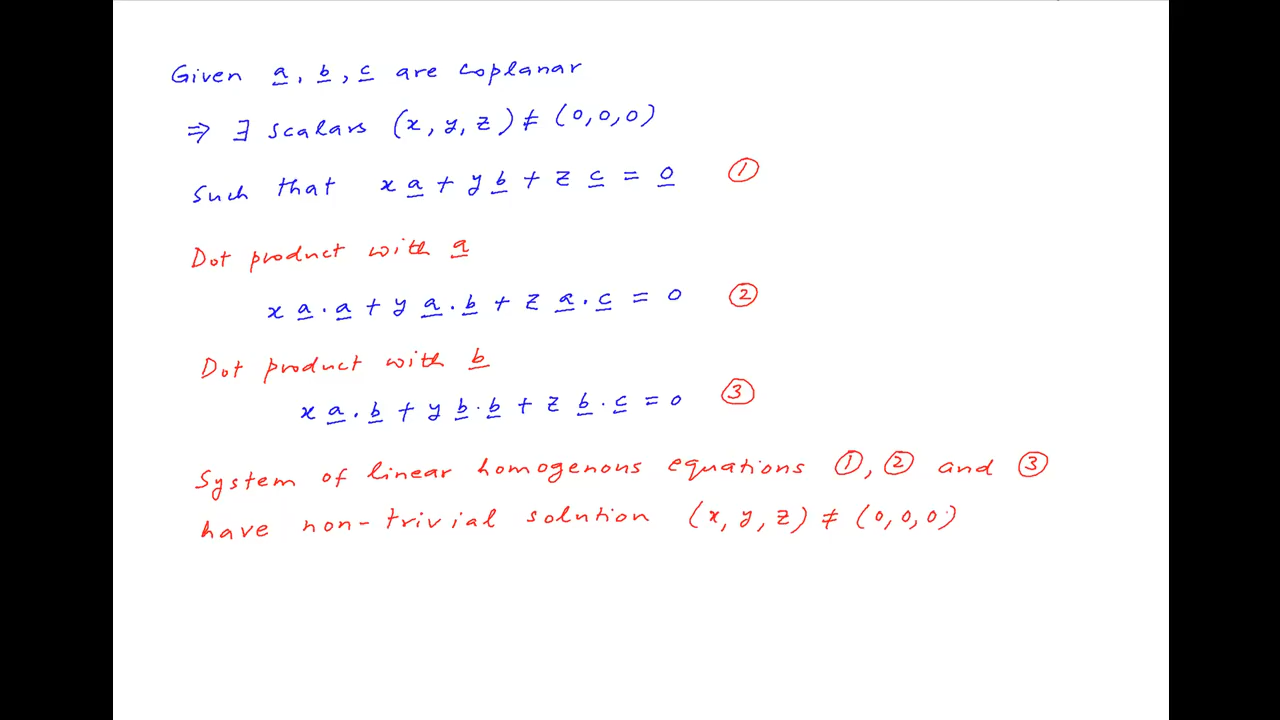 Given a, b, c are coplanar
⇒ ∃ scalars (x, y, z) ≠ (0, 0, 0)
Such that x a + y b + z c = 0 ①
Dot product with a
x a · a + y a · b + z a · c = 0 ②
Dot product with b
x a · b + y b · b + z b · c = 0 ③
System of linear homogenous equations ①, ② and ③
have non-trivial solution (x, y, z) ≠ (0, 0, 0)